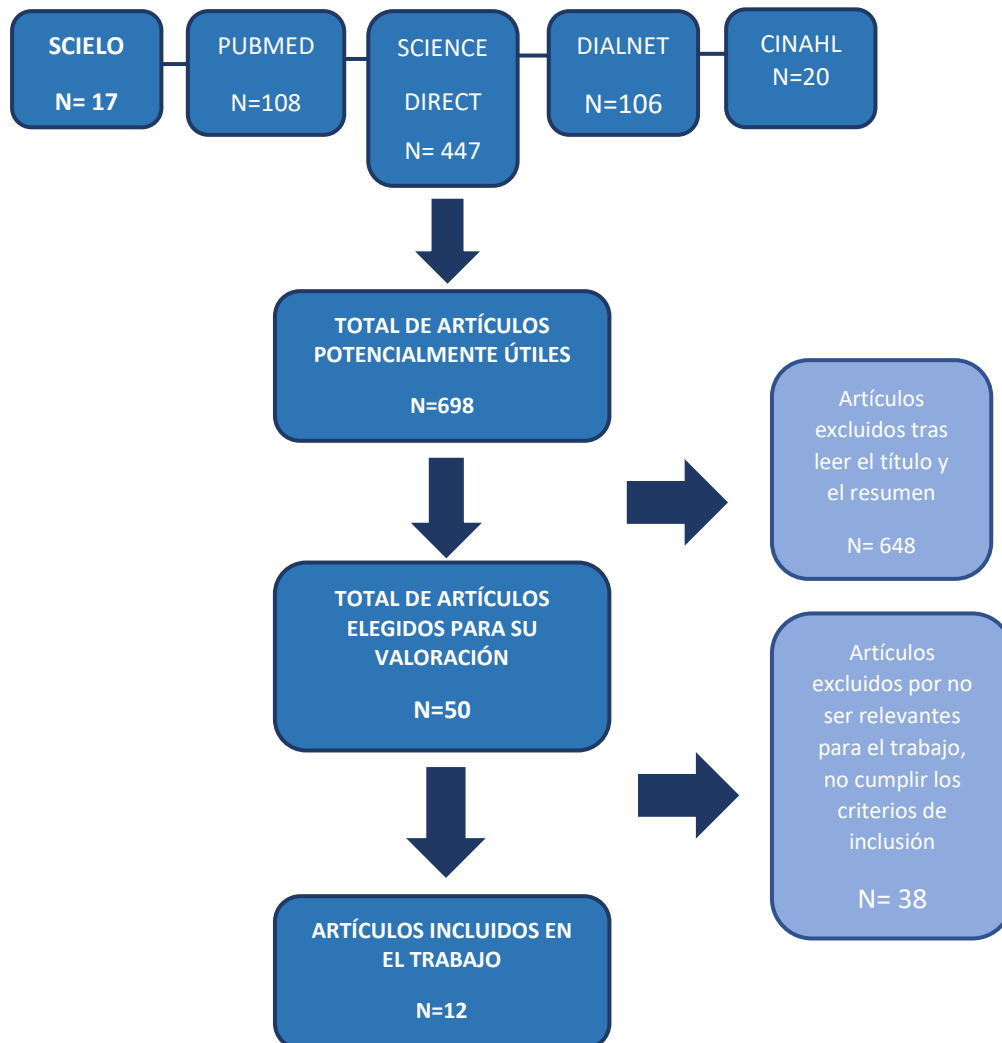 SCIELO
N= 17
PUBMED
N=108
SCIENCE
DIRECT
N= 447
DIALNET
N=106
CINAHL
N=20
TOTAL DE ARTÍCULOS
POTENCIALMENTE ÚTILES
N=698
Artículos
excluidos tras
leer el título y
el resumen
N= 648
TOTAL DE ARTÍCULOS
ELEGIDOS PARA SU
VALORACIÓN
N=50
Artículos
excluidos por no
ser relevantes
para el trabajo,
no cumplir los
criterios de
inclusión
N= 38
ARTÍCULOS INCLUIDOS EN
EL TRABAJO
N=12